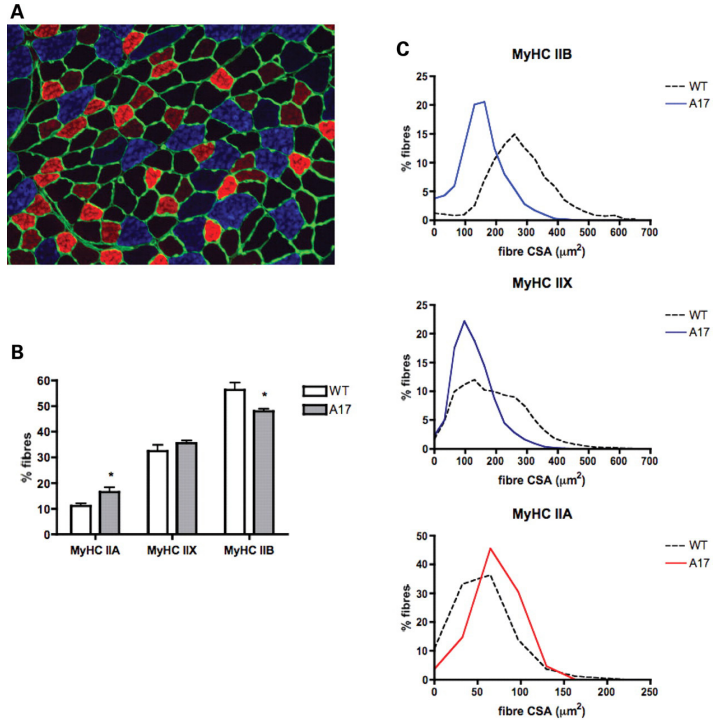 A
B
60
50
40
30
20
10
0
% fibres
MyHC IIA
MyHC IIX
MyHC IIB
*
*
WT
A17
C
MyHC IIB
25
20
15
10
5
0
% fibres
0 100 200 300 400 500 600 700
fibre CSA (μm²)
WT
A17
MyHC IIX
25
20
15
10
5
0
% fibres
0 100 200 300 400 500 600 700
fibre CSA (μm²)
WT
A17
MyHC IIA
50
40
30
20
10
0
% fibres
0 50 100 150 200 250
fibre CSA (μm²)
WT
A17